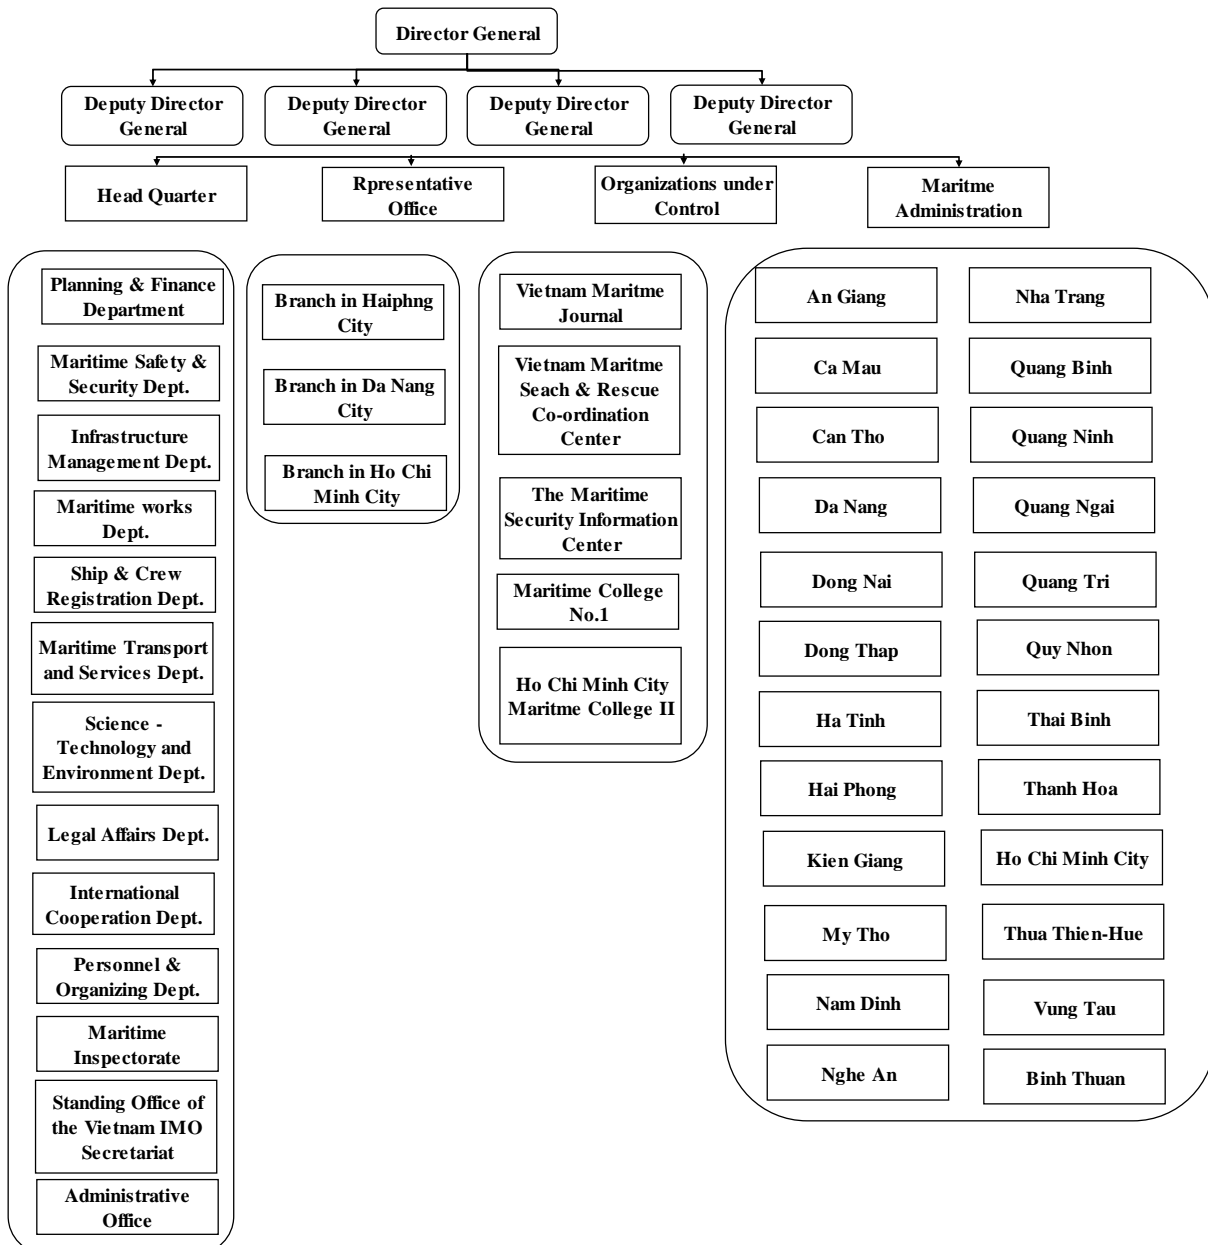 Director General
Deputy Director
General
Deputy Director
General
Deputy Director
General
Deputy Director
General
Head Quarter
Rpresentative
Office
Organizations under
Control
Maritme
Administration
Planning & Finance
Department
Maritime Safety &
Security Dept.
Infrastructure
Management Dept.
Maritime works
Dept.
Ship & Crew
Registration Dept.
Maritime Transport
and Services Dept.
Science -
Technology and
Environment Dept.
Legal Affairs Dept.
International
Cooperation Dept.
Personnel &
Organizing Dept.
Maritime
Inspectorate
Standing Office of
the Vietnam IMO
Secretariat
Administrative
Office
Branch in Haiphng
City
Branch in Da Nang
City
Branch in Ho Chi
Minh City
Vietnam Maritme
Journal
Vietnam Maritme
Seach & Rescue
Co-ordination
Center
The Maritime
Security Information
Center
Maritime College
No.1
Ho Chi Minh City
Maritme College II
An Giang
Ca Mau
Can Tho
Da Nang
Dong Nai
Dong Thap
Ha Tinh
Hai Phong
Kien Giang
My Tho
Nam Dinh
Nghe An
Nha Trang
Quang Binh
Quang Ninh
Quang Ngai
Quang Tri
Quy Nhon
Thai Binh
Thanh Hoa
Ho Chi Minh City
Thua Thien-Hue
Vung Tau
Binh Thuan